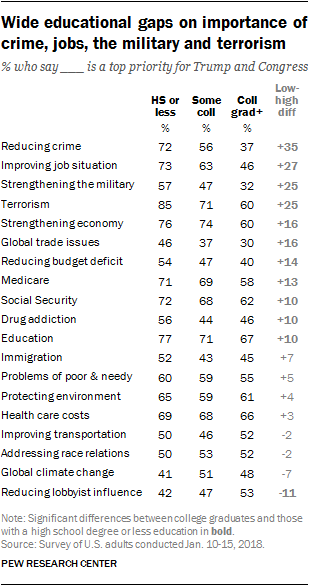 Wide educational gaps on importance of
crime, jobs, the military and terrorism
% who say ___ is a top priority for Trump and Congress
HS or less Some coll Coll grad+ Low-high diff
% % %
Reducing crime 72 56 37 +35
Improving job situation 73 63 46 +27
Strengthening the military 57 47 32 +25
Terrorism 85 71 60 +25
Strengthening economy 76 74 60 +16
Global trade issues 46 37 30 +16
Reducing budget deficit 54 47 40 +14
Medicare 71 69 58 +13
Social Security 72 68 62 +10
Drug addiction 56 44 46 +10
Education 77 71 67 +10
Immigration 52 43 45 +7
Problems of poor & needy 60 59 55 +5
Protecting environment 65 59 61 +4
Health care costs 69 68 66 +3
Improving transportation 50 46 52 -2
Addressing race relations 50 53 52 -2
Global climate change 41 51 48 -7
Reducing lobbyist influence 42 47 53 -11
Note: Significant differences between college graduates and those
with a high school degree or less education in bold.
Source: Survey of U.S. adults conducted Jan. 10-15, 2018.
PEW RESEARCH CENTER